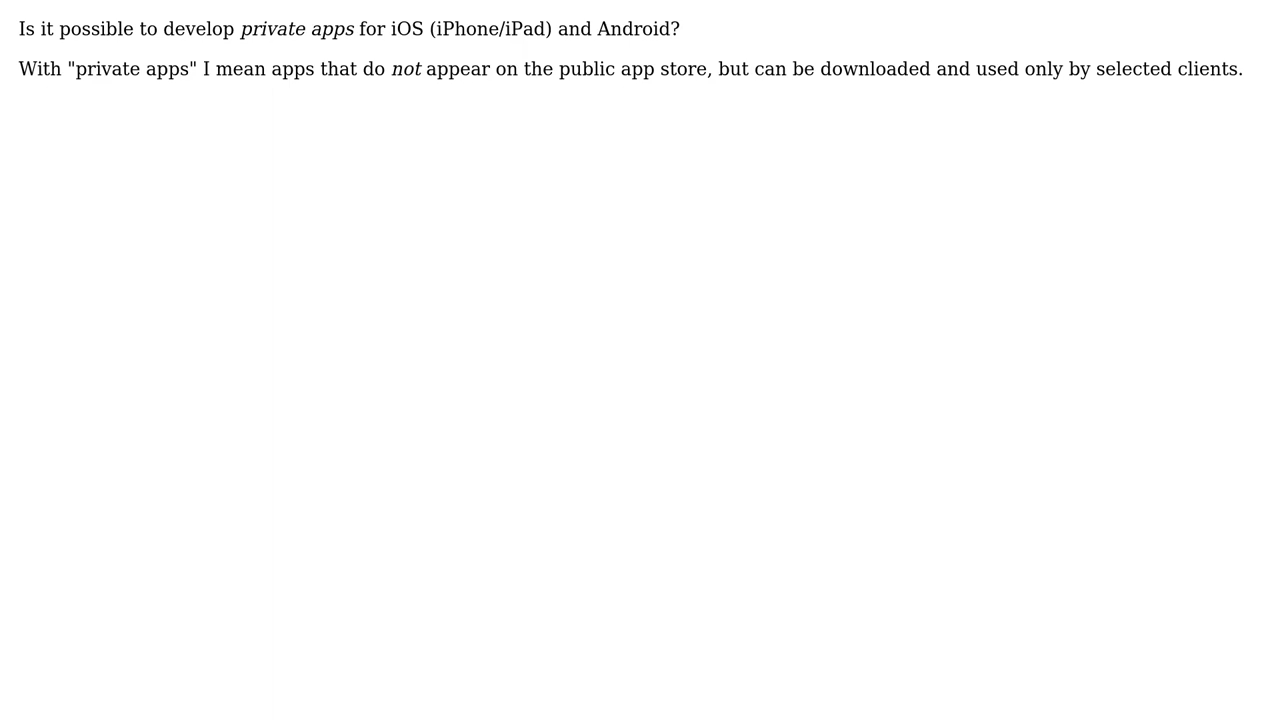 Is it possible to develop private apps for iOS (iPhone/iPad) and Android?
With "private apps" I mean apps that do not appear on the public app store, but can be downloaded and used only by selected clients.